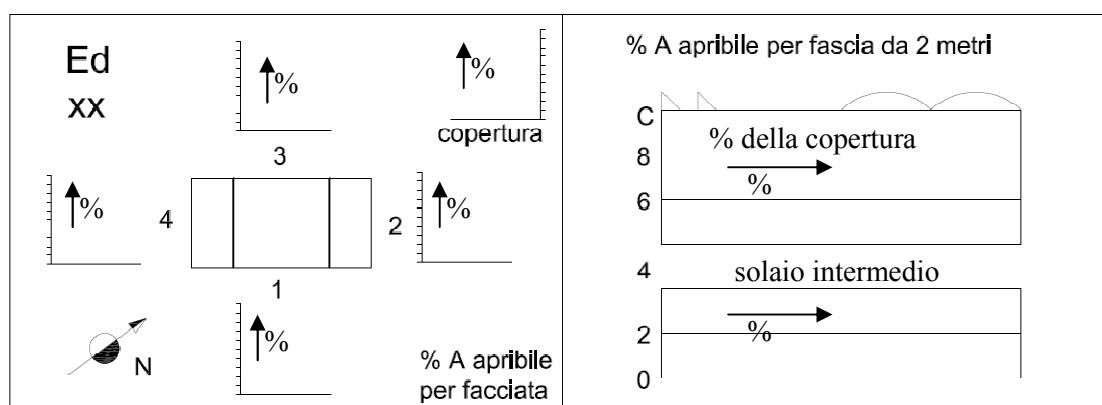 Ed
xx
%
%
copertura
3
%
4
2
%
1
%
N
% A apribile
per facciata
% A apribile per fascia da 2 metri
C
% della copertura
8
%
6
4
solaio intermedio
%
2
0